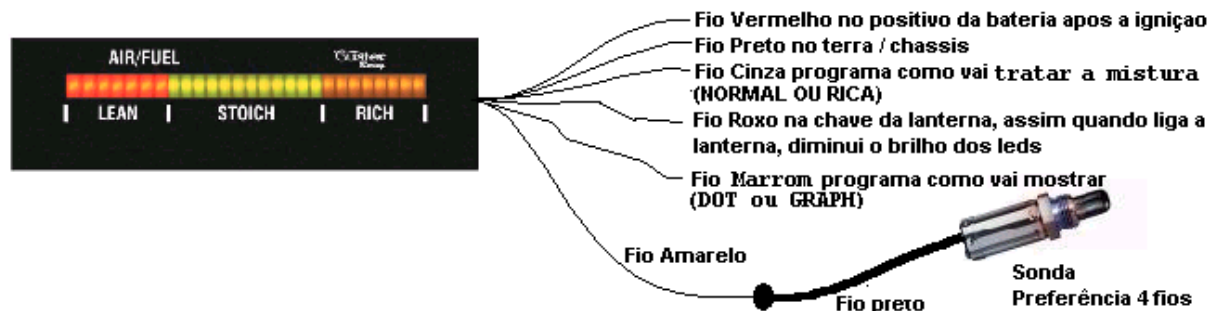 AIR/FUEL
LEAN
STOICH
RICH
Fio Vermelho no positivo da bateria apos a igniçao
Fio Preto no terra / chassis
Fio Cinza programa como vai tratar a mistura
(NORMAL OU RICA)
Fio Roxo na chave da lanterna, assim quando liga a
lanterna, diminui o brilho dos leds
Fio Marrom programa como vai mostrar
(DOT ou GRAPH)
Fio Amarelo
Fio preto
Sonda
Preferência 4 fios